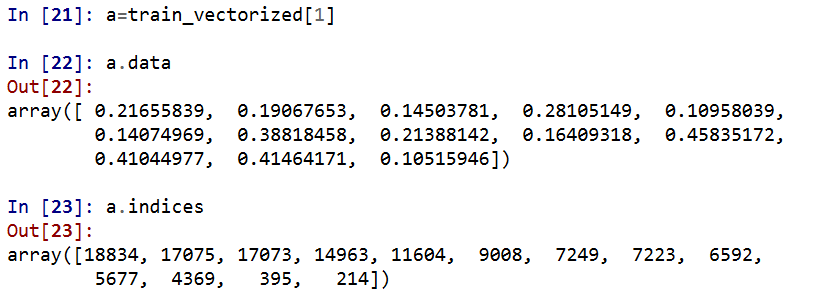 In [21]: a=train_vectorized[1]
In [22]: a.data
Out[22]:
array([ 0.21655839,  0.19067653,  0.14503781,  0.28105149,  0.10958039,
        0.14074969,  0.38818458,  0.21388142,  0.16409318,  0.45835172,
        0.41044977,  0.41464171,  0.10515946])
In [23]: a.indices
Out[23]:
array([18834, 17075, 17073, 14963, 11604,  9008,  7249,  7223,  6592,
        5677,  4369,   395,   214])